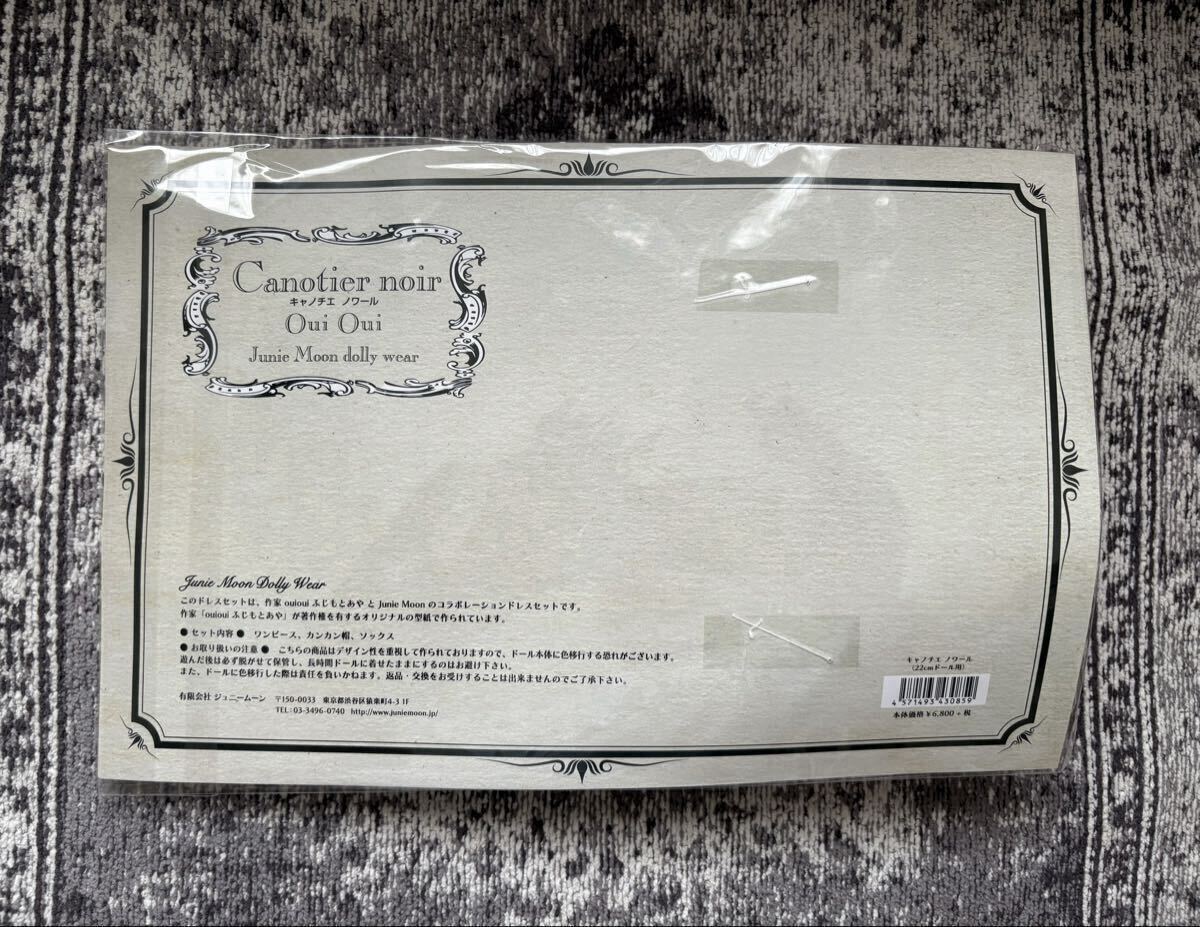 Canotier noir
キャノチエ ノワール
Oui Oui
Junie Moon dolly wear
Junie Moon Dolly Wear
このドレスセットは、作家 ouioui ふじもとあや と Junie Moon のコラボレーションドレスセットです。
作家「ouioui ふじもとあや」が著作権を有するオリジナルの型紙で作られています。
● セット内容 ● ワンピース、カンカン帽、ソックス
● お取り扱いの注意 ● こちらの商品はデザイン性を重視して作られておりますので、ドール本体に色移行する恐れがございます。
遊んだ後は必ず脱がせて保管し、長時間ドールに着せたままにするのはお避け下さい。
また、ドールに色移行した際は責任を負いかねます。返品・交換をお受けすることは出来ませんのでご了承下さい。
有限会社 ジュニームーン 〒150-0033 東京都渋谷区猿楽町4-3 1F
TEL：03-3496-0740 http://www.juniemoon.jp/
キャノチエ ノワール
（22cmドール用）
4 571493 430859
本体価格 ¥6,800 + 税